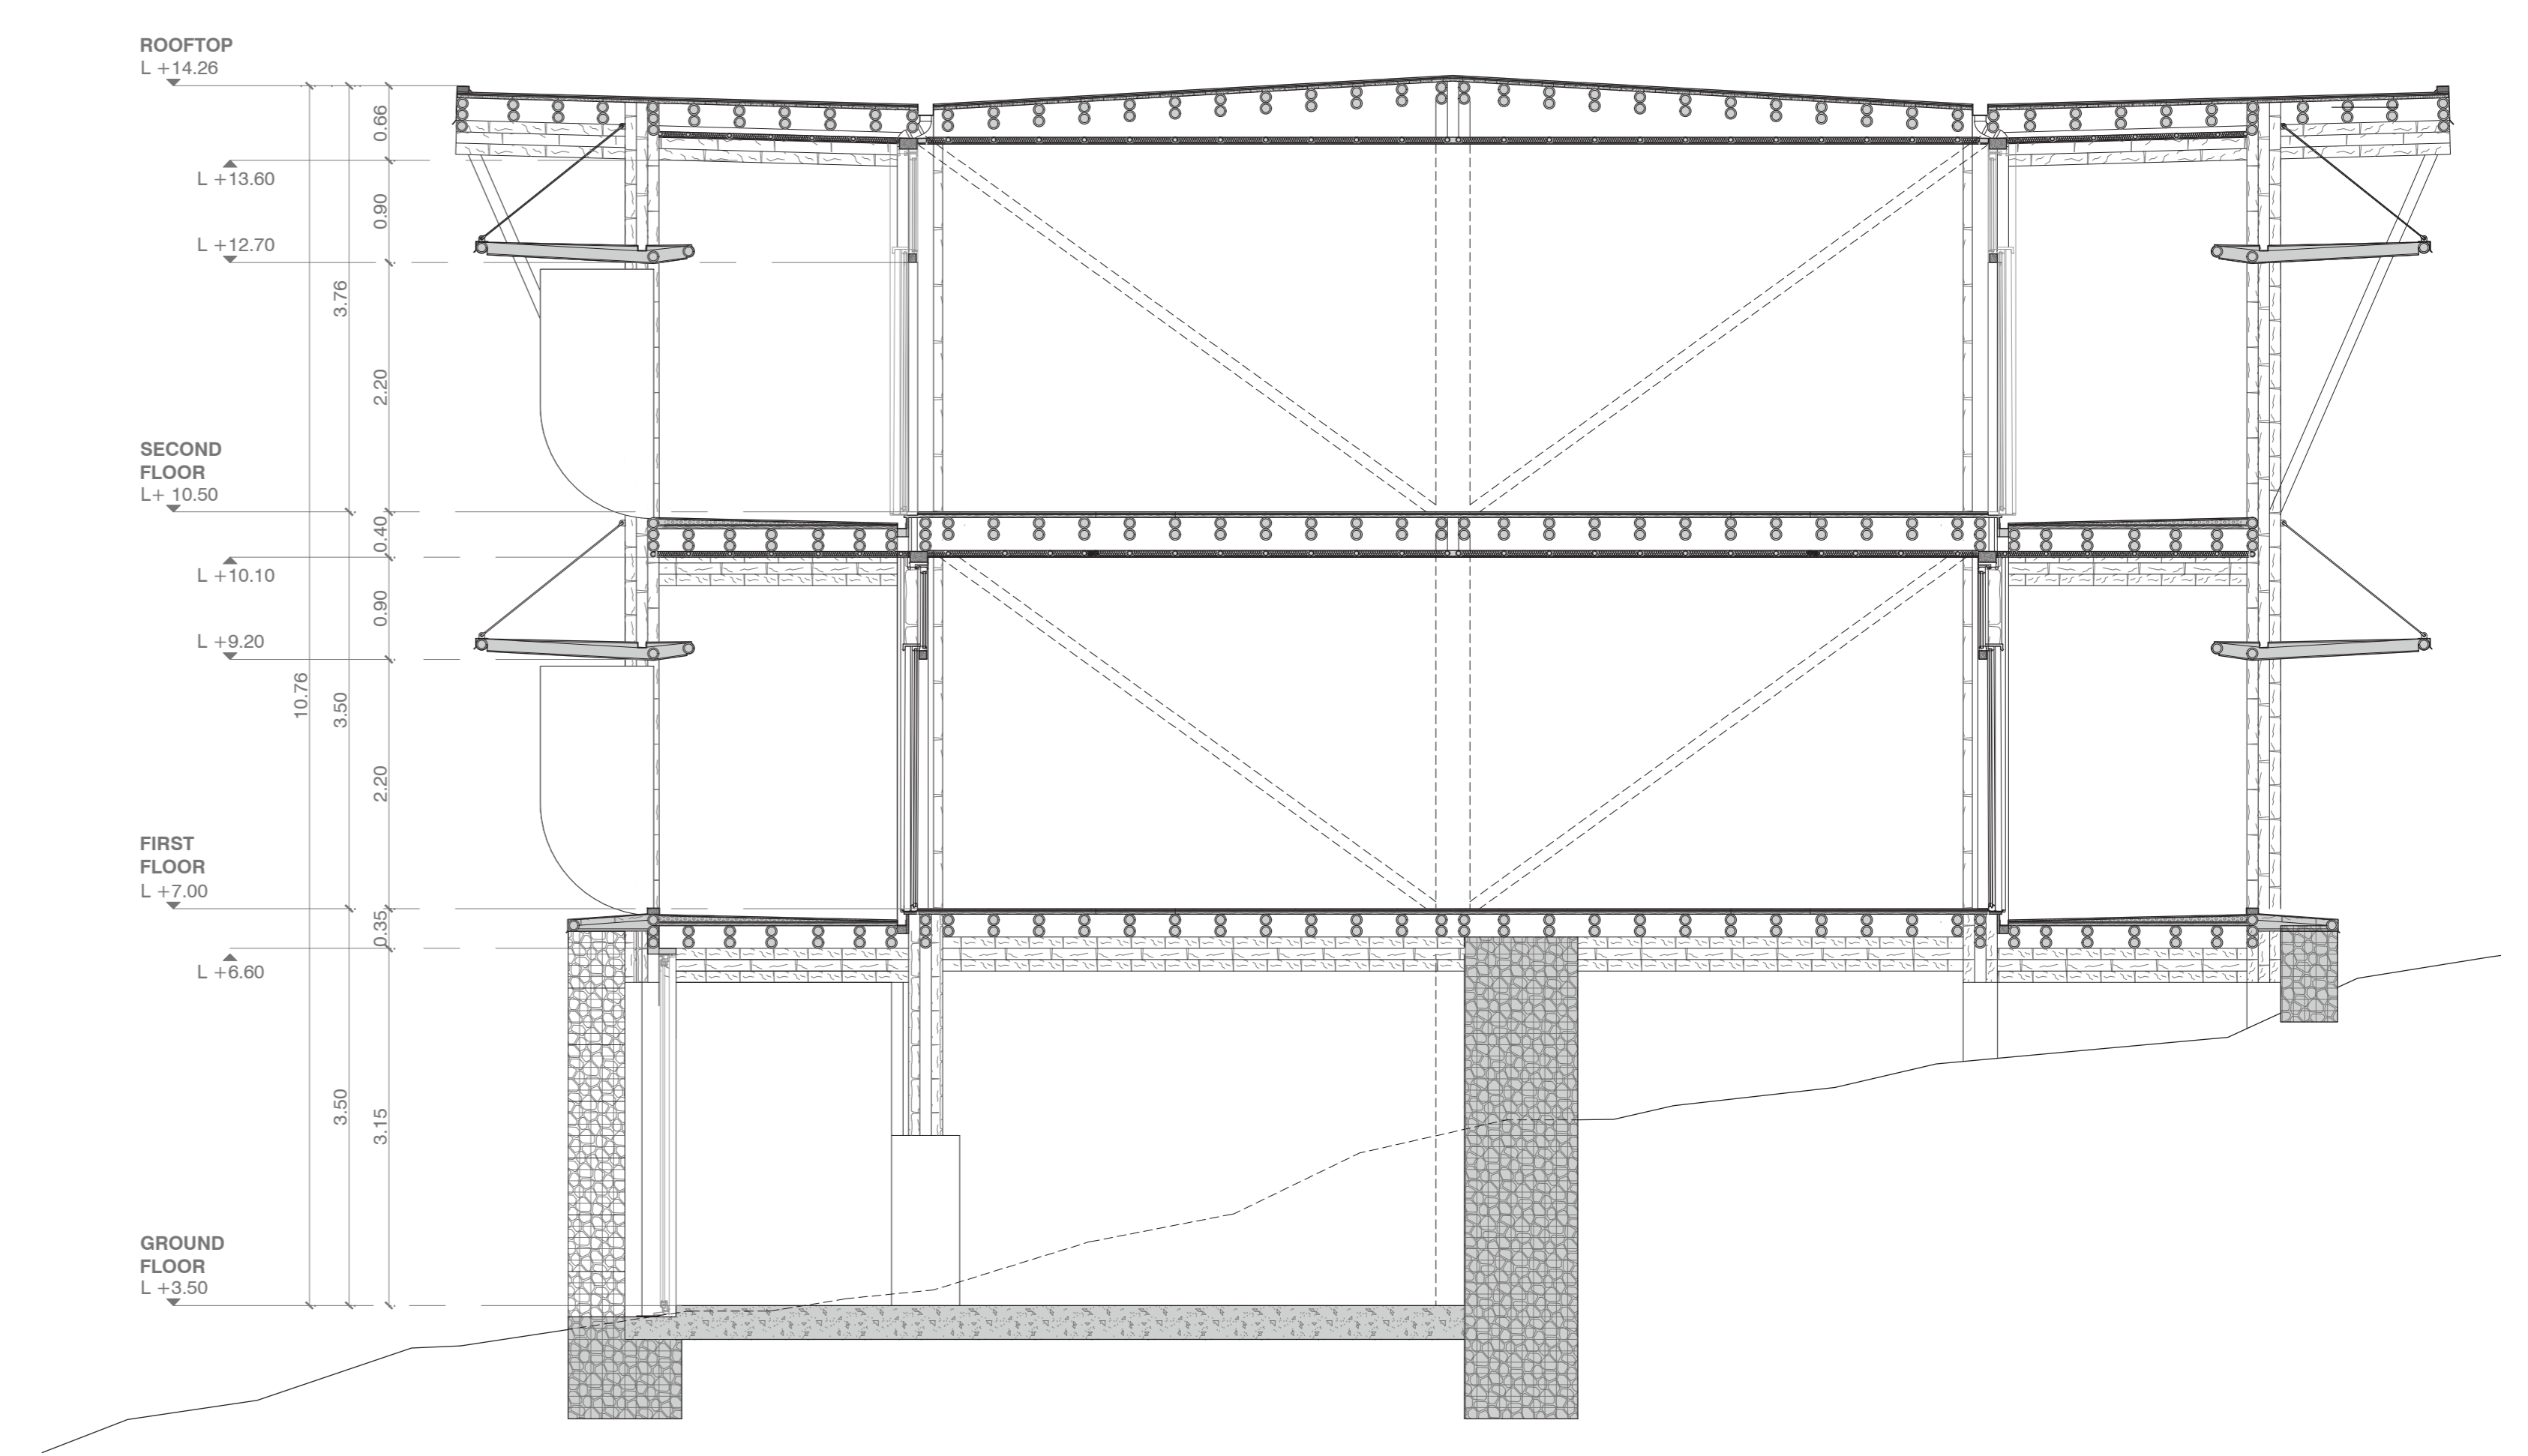 ROOFTOP
L +14.26
L +13.60
L +12.70
SECOND
FLOOR
L+ 10.50
L +10.10
L +9.20
FIRST
FLOOR
L +7.00
L +6.60
GROUND
FLOOR
L +3.50
10.76
3.76
3.50
3.50
0.66
0.90
2.20
0.40
0.90
2.20
0.35
3.15